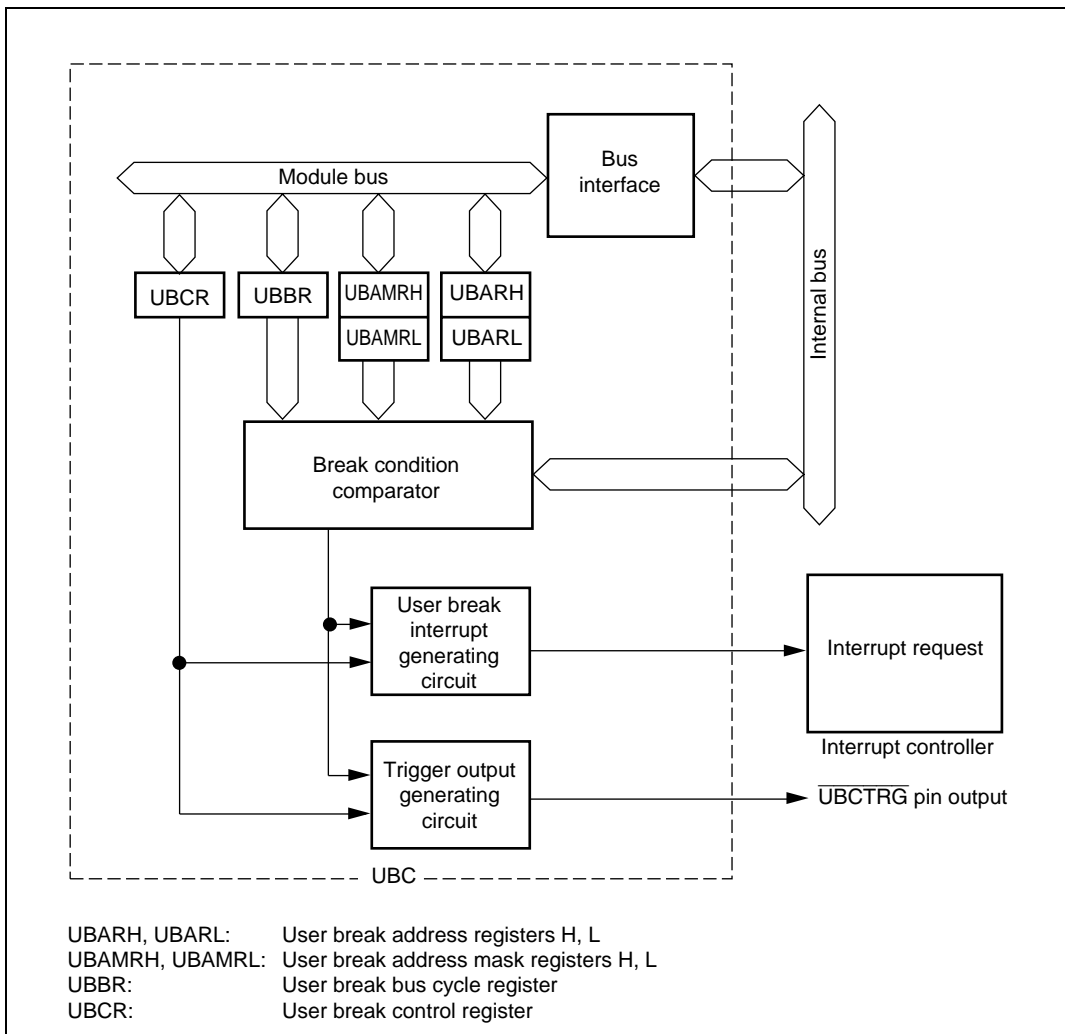 Module bus
Bus
interface
Internal bus
UBCR
UBBR
UBAMRH
UBAMRL
UBARH
UBARL
Break condition
comparator
User break
interrupt
generating
circuit
Interrupt request
Interrupt controller
Trigger output
generating
circuit
UBCTRG pin output
UBC
UBARH, UBARL: User break address registers H, L
UBAMRH, UBAMRL: User break address mask registers H, L
UBBR: User break bus cycle register
UBCR: User break control register